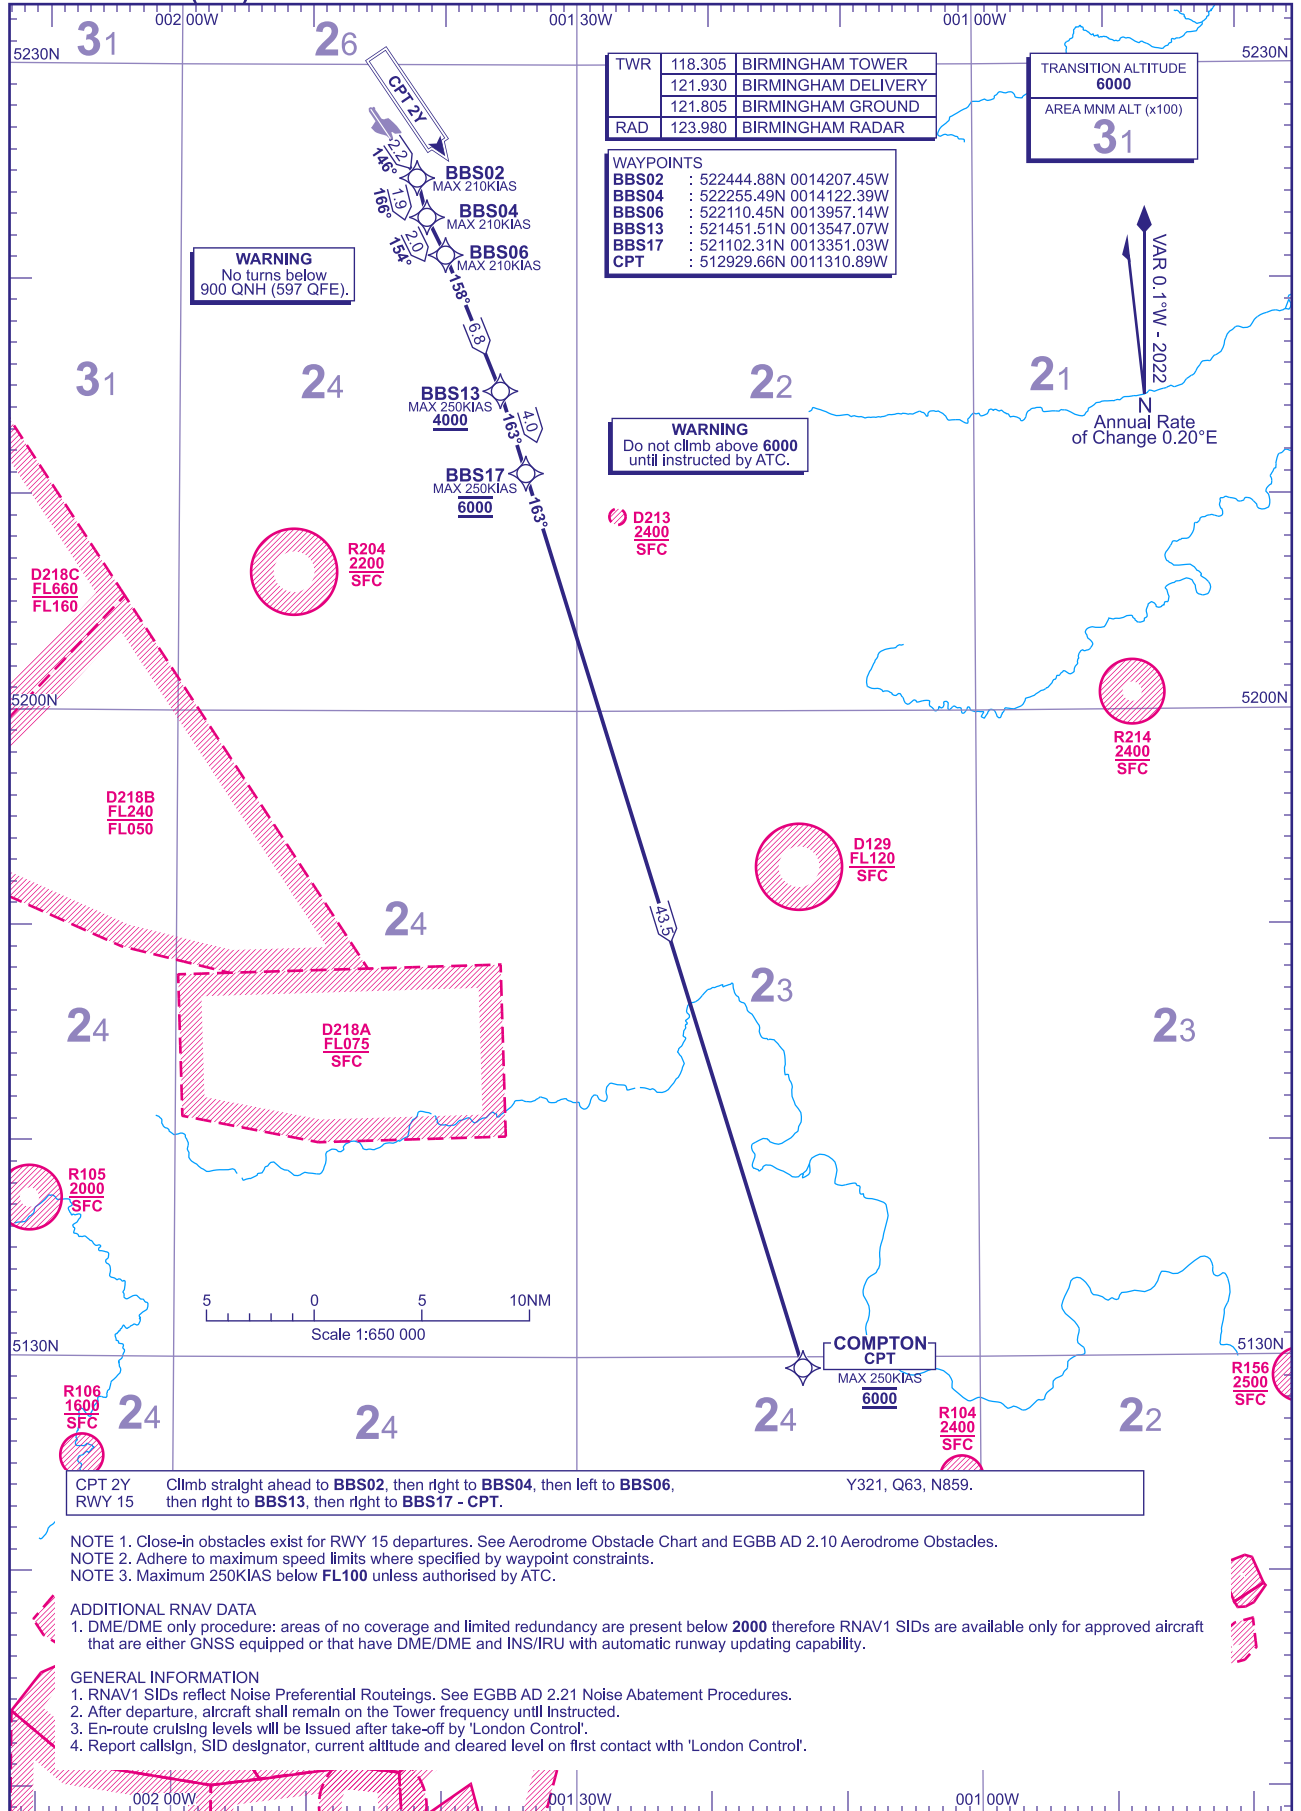 002 00W
001 30W
001 00W
31
26
5230N
5230N
CPT 2Y
TWR 118.305 BIRMINGHAM TOWER
121.930 BIRMINGHAM DELIVERY
121.805 BIRMINGHAM GROUND
RAD 123.980 BIRMINGHAM RADAR
TRANSITION ALTITUDE
6000
AREA MNM ALT (x100)
31
2.2
146°
BBS02
MAX 210KIAS
1.9
166°
BBS04
MAX 210KIAS
2.0
154°
BBS06
MAX 210KIAS
WAYPOINTS
BBS02 : 522444.88N 0014207.45W
BBS04 : 522255.49N 0014122.39W
BBS06 : 522110.45N 0013957.14W
BBS13 : 521451.51N 0013547.07W
BBS17 : 521102.31N 0013351.03W
CPT : 512929.66N 0011310.89W
WARNING
No turns below
900 QNH (597 QFE).
158°
6.8
VAR 0.1°W - 2022
N
Annual Rate
of Change 0.20°E
31
24
22
21
BBS13
MAX 250KIAS
4000
4.0
163°
WARNING
Do not climb above 6000
until instructed by ATC.
BBS17
MAX 250KIAS
6000
163°
D213
2400
SFC
R204
2200
SFC
D218C
FL660
FL160
5200N
5200N
R214
2400
SFC
D218B
FL240
FL050
D129
FL120
SFC
24
43.5
23
24
23
D218A
FL075
SFC
R105
2000
SFC
5 0 5 10NM
Scale 1:650 000
5130N
5130N
COMPTON
CPT
MAX 250KIAS
6000
R156
2500
SFC
R106
1600
SFC
24
24
24
22
R104
2400
SFC
CPT 2Y Climb straight ahead to BBS02, then right to BBS04, then left to BBS06, Y321, Q63, N859.
RWY 15 then right to BBS13, then right to BBS17 - CPT.
NOTE 1. Close-in obstacles exist for RWY 15 departures. See Aerodrome Obstacle Chart and EGBB AD 2.10 Aerodrome Obstacles.
NOTE 2. Adhere to maximum speed limits where specified by waypoint constraints.
NOTE 3. Maximum 250KIAS below FL100 unless authorised by ATC.
ADDITIONAL RNAV DATA
1. DME/DME only procedure: areas of no coverage and limited redundancy are present below 2000 therefore RNAV1 SIDs are available only for approved aircraft
that are either GNSS equipped or that have DME/DME and INS/IRU with automatic runway updating capability.
GENERAL INFORMATION
1. RNAV1 SIDs reflect Noise Preferential Routeings. See EGBB AD 2.21 Noise Abatement Procedures.
2. After departure, aircraft shall remain on the Tower frequency until instructed.
3. En-route cruising levels will be issued after take-off by 'London Control'.
4. Report callsign, SID designator, current altitude and cleared level on first contact with 'London Control'.
002 00W
001 30W
001 00W